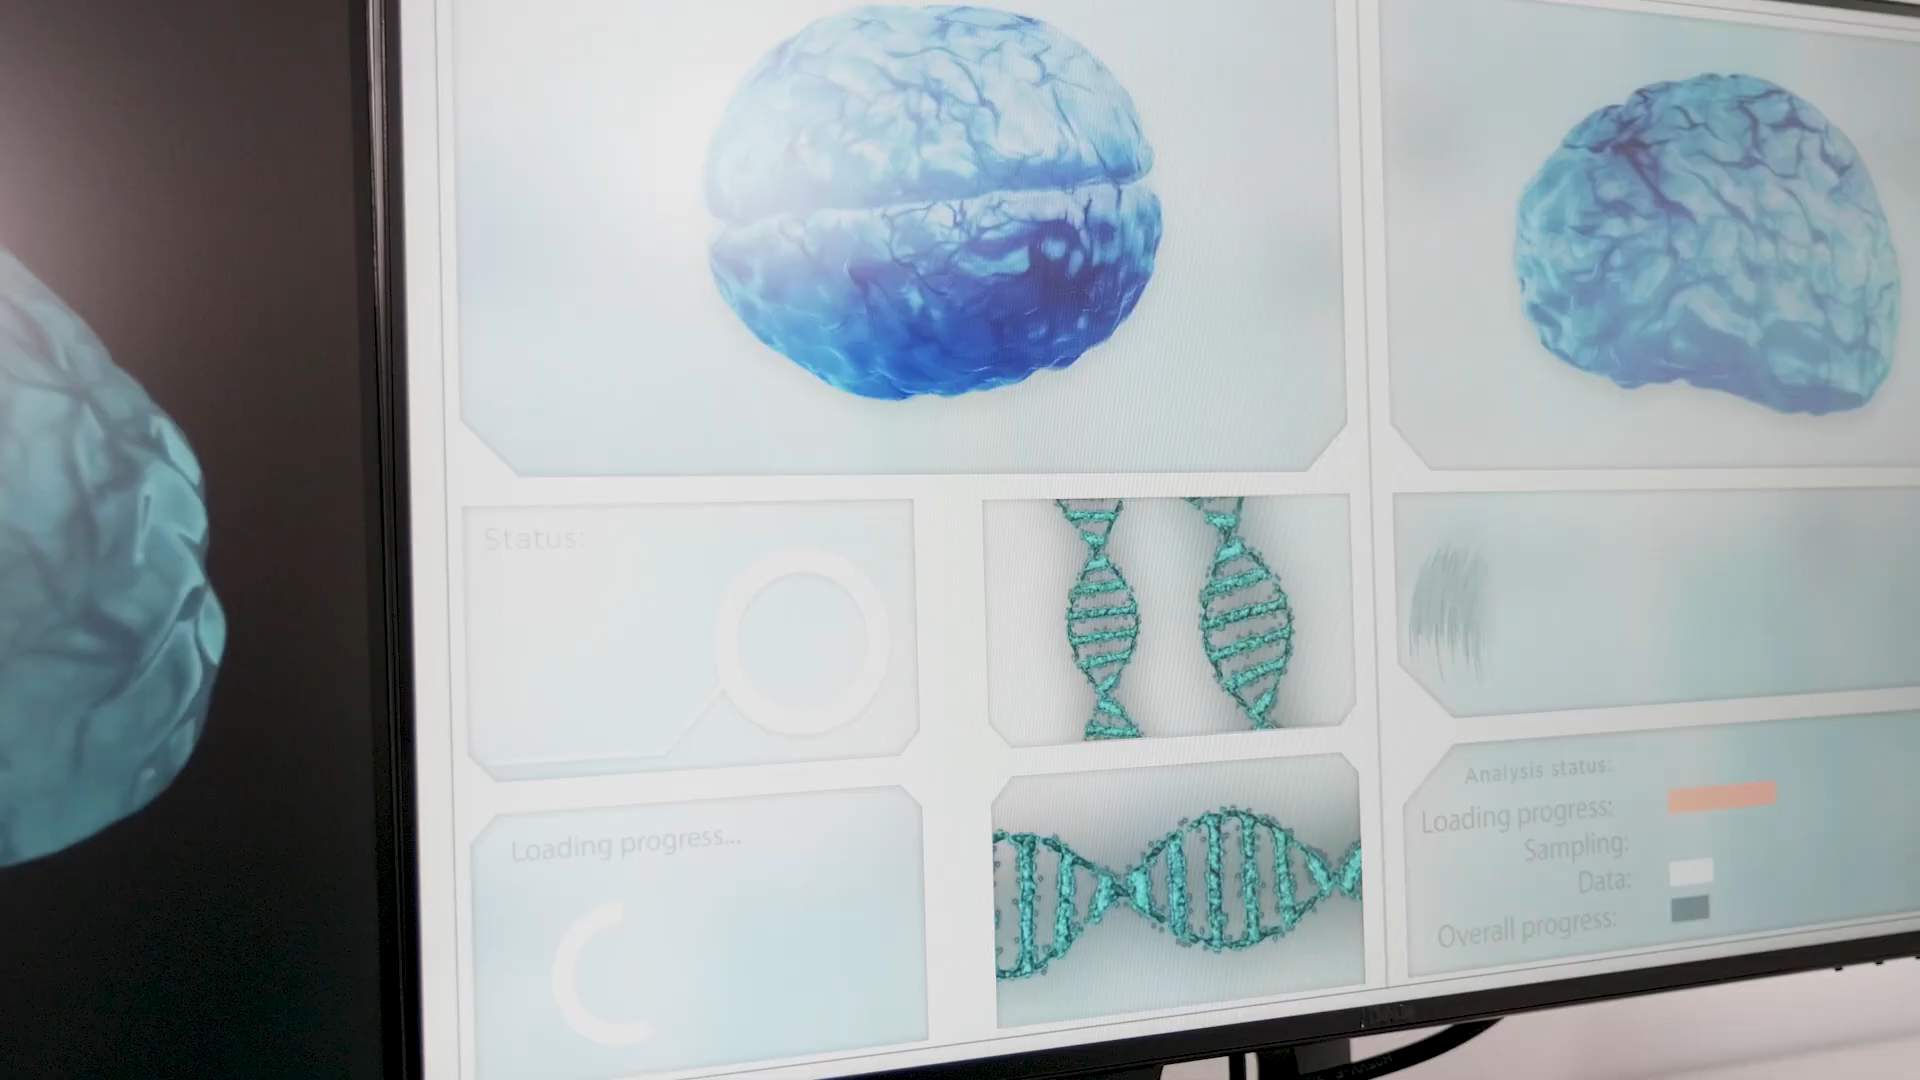 Status:
Loading progress...
Analysis status:
Loading progress:
Sampling:
Data:
Overall progress: